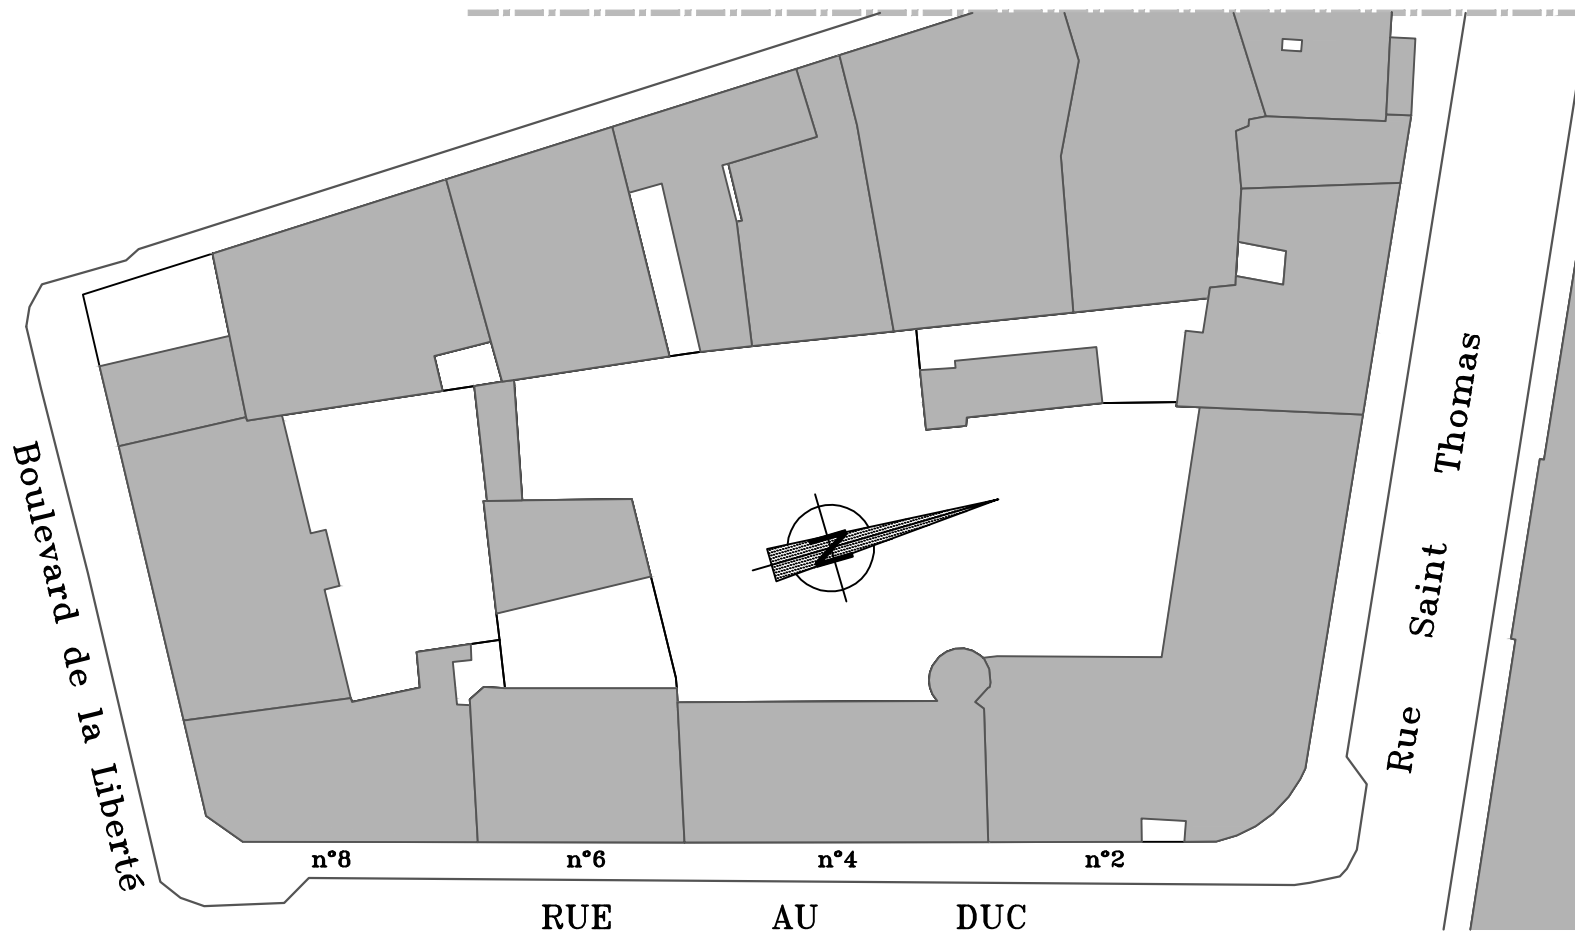 Boulevard de la Liberté
Rue Saint Thomas
Z
n°8 n°6 n°4 n°2
RUE AU DUC